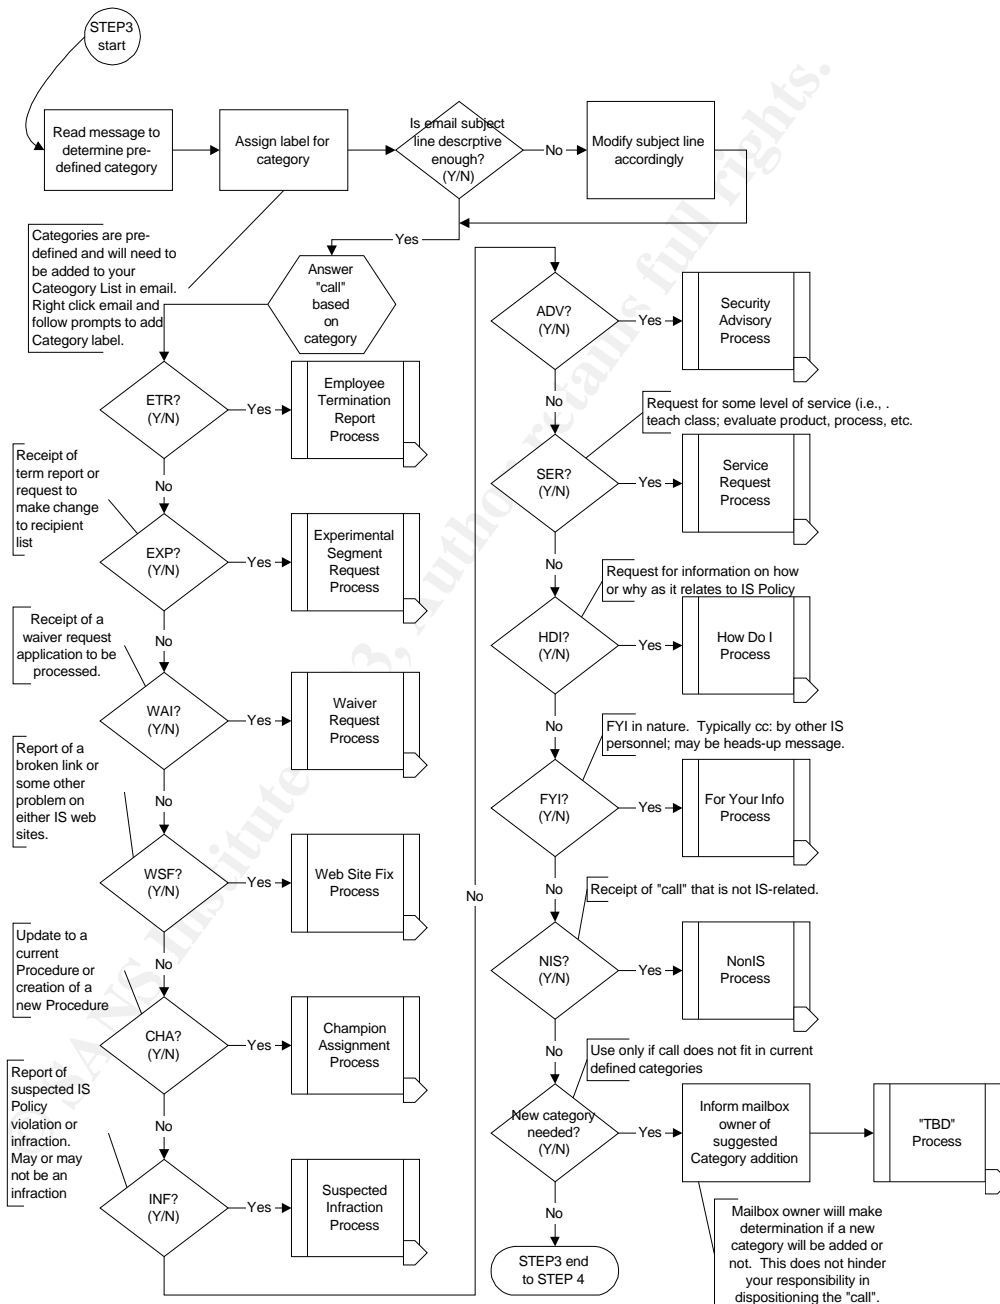 STEP3
start
Read message to
determine pre-
defined category
Assign label for
category
Is email subject
line descrptive
enough?
(Y/N)
No
Modify subject line
accordingly
Yes
Categories are pre-
defined and will need to
be added to your
Cateogory List in email.
Right click email and
follow prompts to add
Category label.
Answer
"call"
based
on
category
ETR?
(Y/N)
Yes
Employee
Termination
Report
Process
No
Receipt of
term report or
request to
make change
to recipient
list
EXP?
(Y/N)
Yes
Experimental
Segment
Request
Process
No
Receipt of a
waiver request
application to be
processed.
WAI?
(Y/N)
Yes
Waiver
Request
Process
No
Report of a
broken link or
some other
problem on
either IS web
sites.
WSF?
(Y/N)
Yes
Web Site Fix
Process
No
Update to a
current
Procedure or
creation of a
new Procedure
CHA?
(Y/N)
Yes
Champion
Assignment
Process
No
Report of
suspected IS
Policy
violation or
infraction.
May or may
not be an
infraction
INF?
(Y/N)
Yes
Suspected
Infraction
Process
No
ADV?
(Y/N)
Yes
Security
Advisory
Process
No
Request for some level of service (i.e., .
teach class; evaluate product, process, etc.
SER?
(Y/N)
Yes
Service
Request
Process
No
Request for information on how
or why as it relates to IS Policy
HDI?
(Y/N)
Yes
How Do I
Process
No
FYI in nature. Typically cc: by other IS
personnel; may be heads-up message.
FYI?
(Y/N)
Yes
For Your Info
Process
No
Receipt of "call" that is not IS-related.
NIS?
(Y/N)
Yes
NonIS
Process
No
Use only if call does not fit in current
defined categories
New category
needed?
(Y/N)
Yes
Inform mailbox
owner of
suggested
Category addition
"TBD"
Process
No
Mailbox owner wiill make
determination if a new
category will be added or
not. This does not hinder
your responsibility in
dispositioning the "call".
STEP3 end
to STEP 4
SANS Institute 3, Author retains full rights.